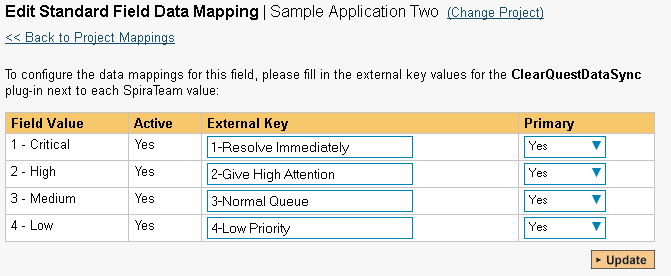 Edit Standard Field Data Mapping | Sample Application Two (Change Project)
<< Back to Project Mappings
To configure the data mappings for this field, please fill in the external key values for the ClearQuestDataSync
plug-in next to each SpiraTeam value:
Field Value Active External Key Primary
1 - Critical Yes 1-Resolve Immediately Yes
2 - High Yes 2-Give High Attention Yes
3 - Medium Yes 3-Normal Queue Yes
4 - Low Yes 4-Low Priority Yes
Update